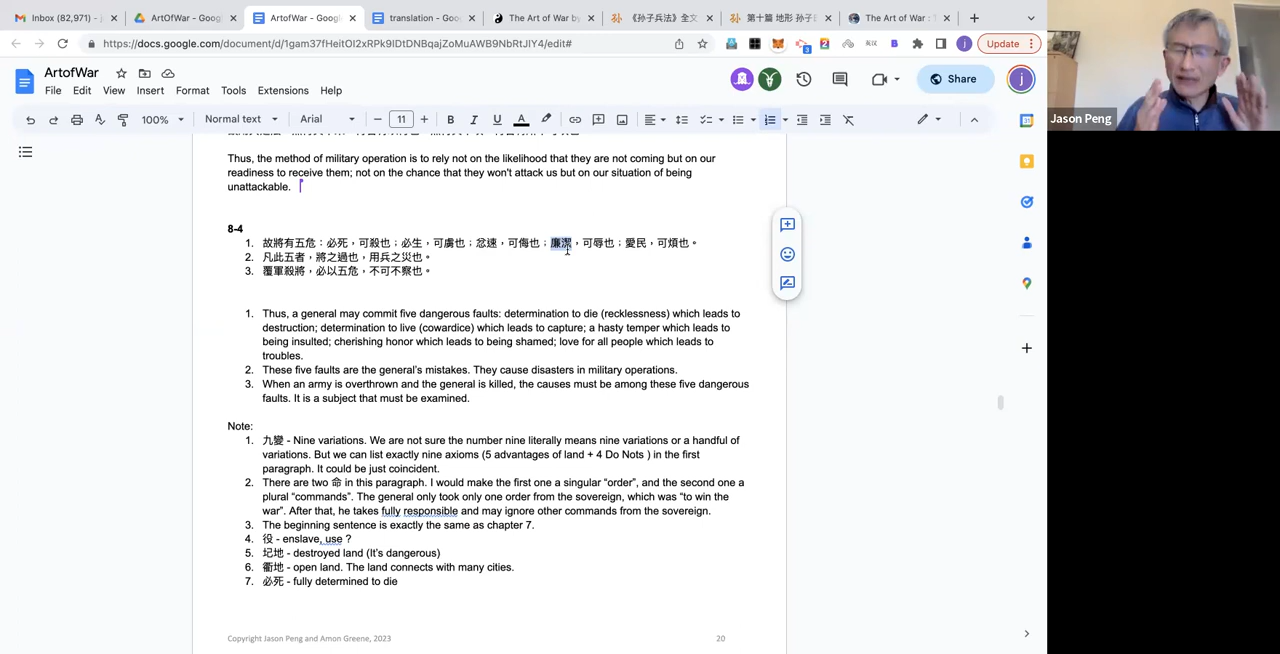 Inbox (82,971) - j
ArtOfWar - Goog
ArtofWar - Googl
translation - Goo
The Art of War by
《孙子兵法》全文
第十篇 地形 孙子
The Art of War : T
https://docs.google.com/document/d/1gam37fHeitOI2xRPk9IDtDNBqajZoMuAWB9NbRtJIY4/edit#
Update
ArtofWar
File Edit View Insert Format Tools Extensions Help
Share
100% Normal text Arial 11
Thus, the method of military operation is to rely not on the likelihood that they are not coming but on our
readiness to receive them; not on the chance that they won't attack us but on our situation of being
unattackable.
8-4
1. 故將有五危：必死，可殺也；必生，可虜也；忿速，可侮也；廉潔，可辱也；愛民，可煩也。
2. 凡此五者，將之過也，用兵之災也。
3. 覆軍殺將，必以五危，不可不察也。
1. Thus, a general may commit five dangerous faults: determination to die (recklessness) which leads to
destruction; determination to live (cowardice) which leads to capture; a hasty temper which leads to
being insulted; cherishing honor which leads to being shamed; love for all people which leads to
troubles.
2. These five faults are the general's mistakes. They cause disasters in military operations.
3. When an army is overthrown and the general is killed, the causes must be among these five dangerous
faults. It is a subject that must be examined.
Note:
1. 九變 - Nine variations. We are not sure the number nine literally means nine variations or a handful of
variations. But we can list exactly nine axioms (5 advantages of land + 4 Do Nots ) in the first
paragraph. It could be just coincident.
2. There are two 命 in this paragraph. I would make the first one a singular “order”, and the second one a
plural “commands”. The general only took only one order from the sovereign, which was “to win the
war”. After that, he takes fully responsible and may ignore other commands from the sovereign.
3. The beginning sentence is exactly the same as chapter 7.
4. 役 - enslave, use ?
5. 圮地 - destroyed land (It's dangerous)
6. 衢地 - open land. The land connects with many cities.
7. 必死 - fully determined to die
Copyright Jason Peng and Amon Greene, 2023 20
Jason Peng